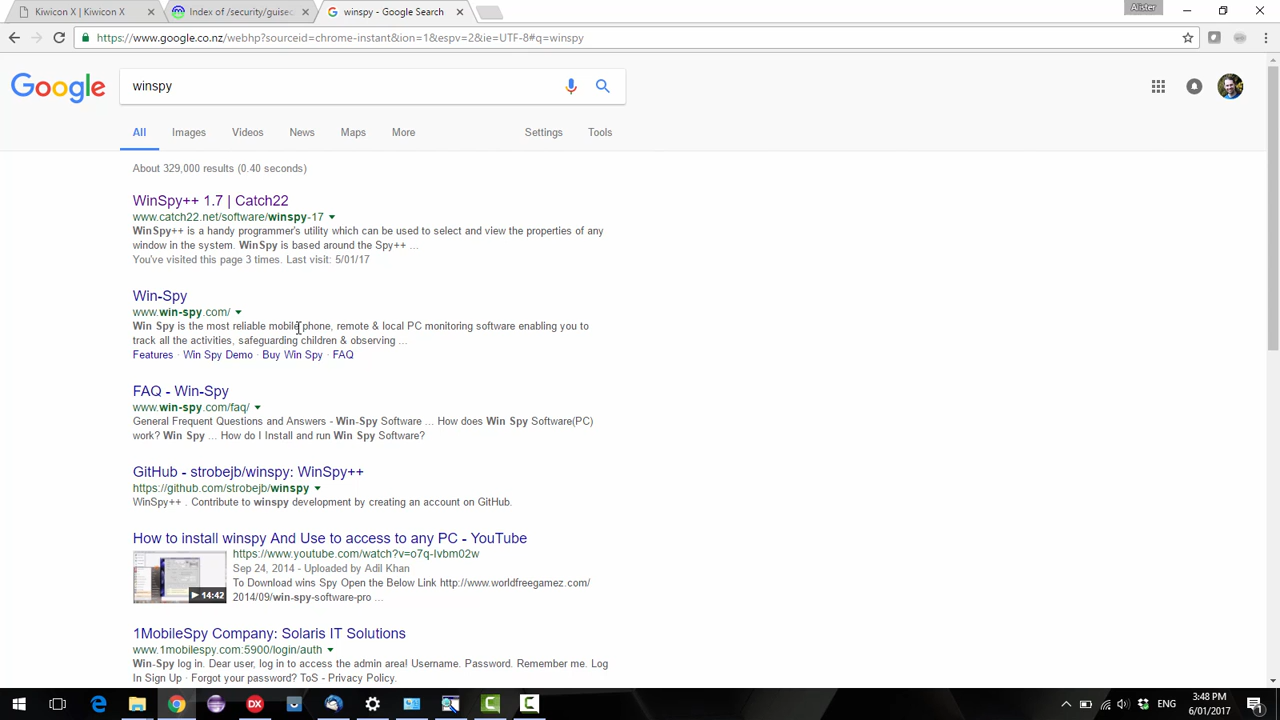 Kiwicon X | Kiwicon X
Index of /security/guisec
winspy - Google Search
Alister
https://www.google.co.nz/webhp?sourceid=chrome-instant&ion=1&espv=2&ie=UTF-8#q=winspy
Google
winspy
All Images Videos News Maps More Settings Tools
About 329,000 results (0.40 seconds)
WinSpy++ 1.7 | Catch22
www.catch22.net/software/winspy-17
WinSpy++ is a handy programmer's utility which can be used to select and view the properties of any
window in the system. WinSpy is based around the Spy++ ...
You've visited this page 3 times. Last visit: 5/01/17
Win-Spy
www.win-spy.com/
Win Spy is the most reliable mobile phone, remote & local PC monitoring software enabling you to
track all the activities, safeguarding children & observing ...
Features · Win Spy Demo · Buy Win Spy · FAQ
FAQ - Win-Spy
www.win-spy.com/faq/
General Frequent Questions and Answers - Win-Spy Software ... How does Win Spy Software(PC)
work? Win Spy ... How do I Install and run Win Spy Software?
GitHub - strobejb/winspy: WinSpy++
https://github.com/strobejb/winspy
WinSpy++ . Contribute to winspy development by creating an account on GitHub.
How to install winspy And Use to access to any PC - YouTube
https://www.youtube.com/watch?v=o7q-Ivbm02w
Sep 24, 2014 - Uploaded by Adil Khan
To Download wins Spy Open the Below Link http://www.worldfreegamez.com/
2014/09/win-spy-software-pro ...
14:42
1MobileSpy Company: Solaris IT Solutions
www.1mobilespy.com:5900/login/auth
Win-Spy log in. Dear user, log in to access the admin area! Username. Password. Remember me. Log
In Sign Up · Forgot your password? ToS - Privacy Policy.
DX
ENG
3:48 PM
6/01/2017